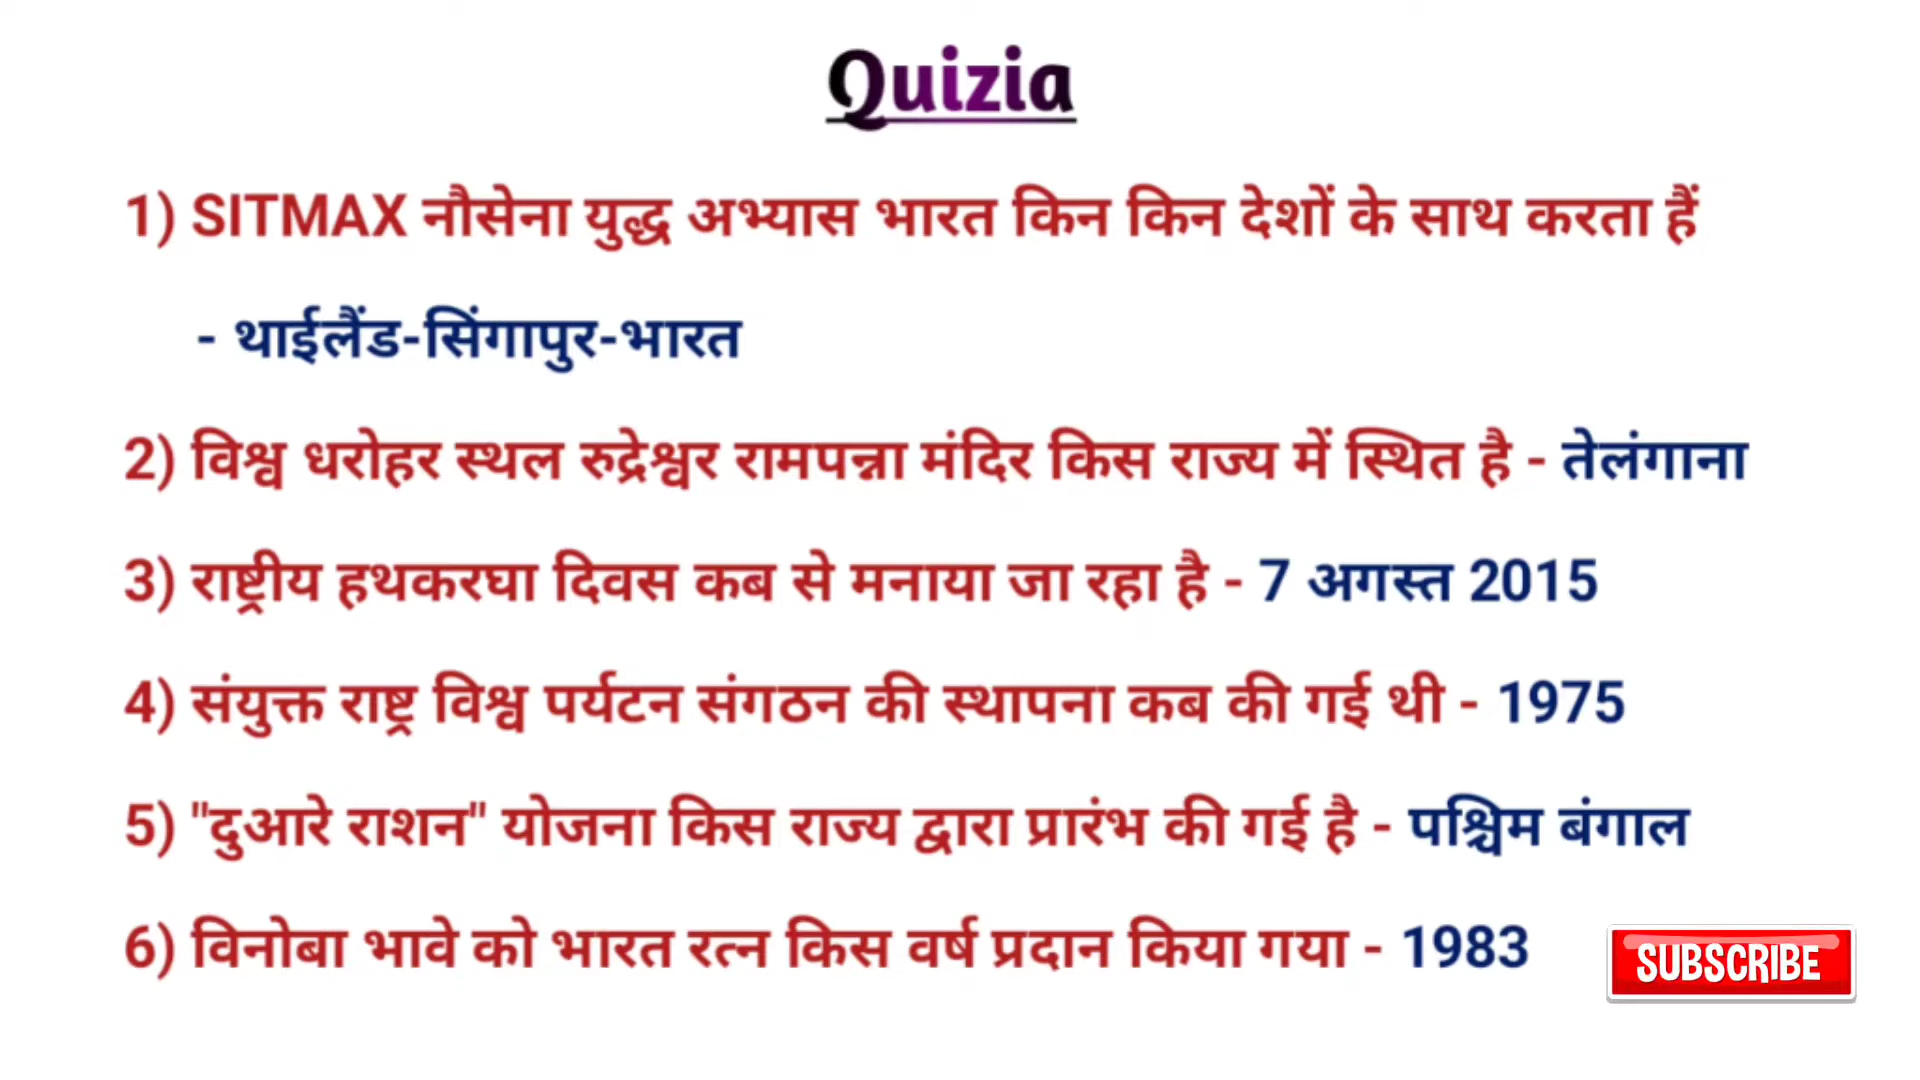 Quizia
1) SITMAX नौसेना युद्ध अभ्यास भारत किन किन देशों के साथ करता हैं
- थाईलैंड-सिंगापुर-भारत
2) विश्व धरोहर स्थल रुद्रेश्वर रामपन्ना मंदिर किस राज्य में स्थित है - तेलंगाना
3) राष्ट्रीय हथकरघा दिवस कब से मनाया जा रहा है - 7 अगस्त 2015
4) संयुक्त राष्ट्र विश्व पर्यटन संगठन की स्थापना कब की गई थी - 1975
5) "दुआरे राशन" योजना किस राज्य द्वारा प्रारंभ की गई है - पश्चिम बंगाल
6) विनोबा भावे को भारत रत्न किस वर्ष प्रदान किया गया - 1983
SUBSCRIBE